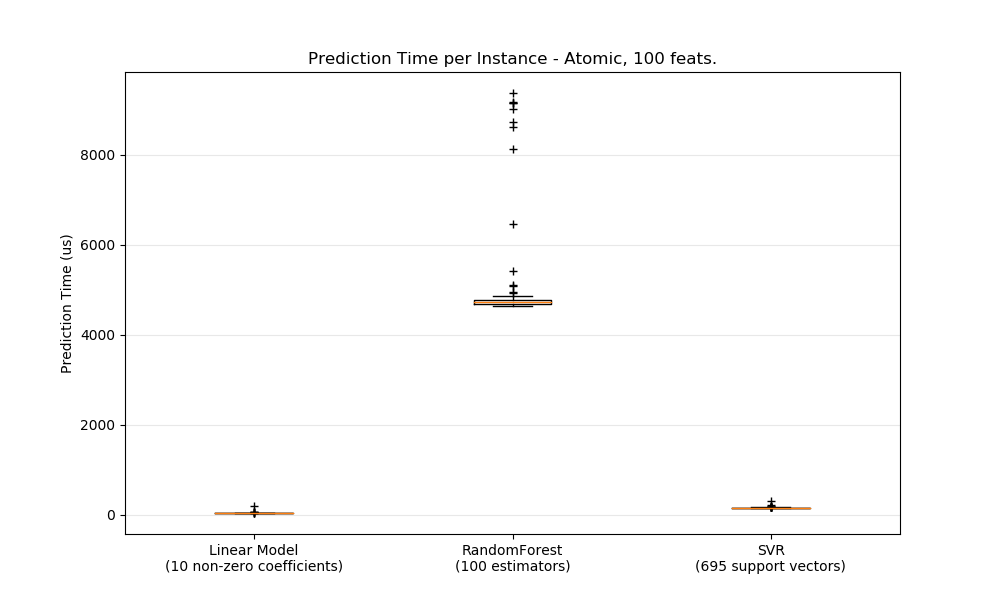 Prediction Time per Instance - Atomic, 100 feats.
Prediction Time (us)
8000
6000
4000
2000
0
Linear Model
(10 non-zero coefficients)
RandomForest
(100 estimators)
SVR
(695 support vectors)